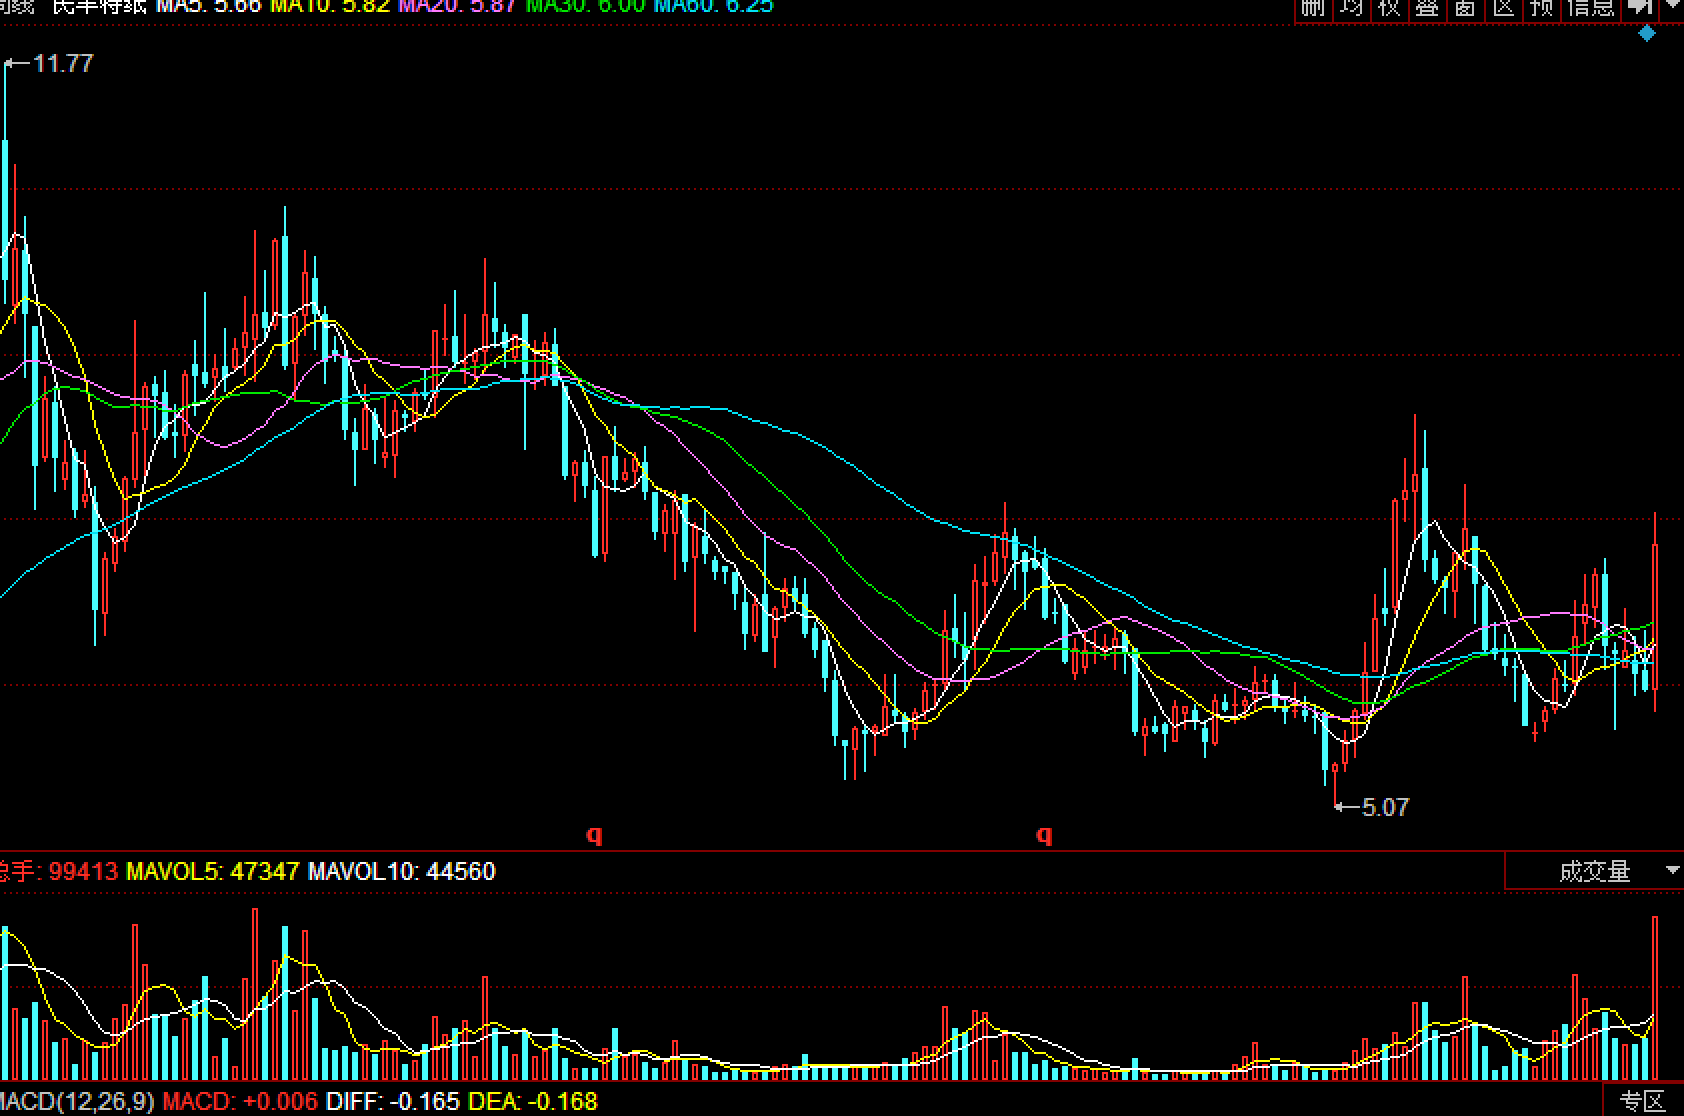 周线 民丰特纸 MA5: 5.66 MA10: 5.82 MA20: 5.87 MA30: 6.00 MA60: 6.25
删 均 权 叠 画 区 预 信息
11.77
5.07
q q
总手: 99413 MAVOL5: 47347 MAVOL10: 44560
成交量
MACD(12,26,9) MACD: +0.006 DIFF: -0.165 DEA: -0.168
专区